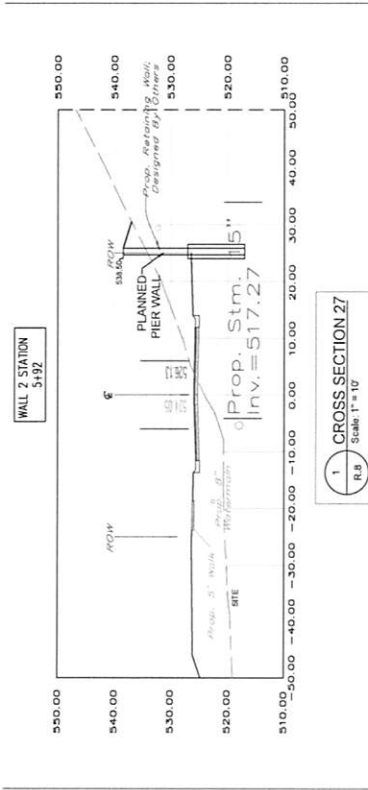 WALL 2 STATION
5+92
550.00
540.00
530.00
520.00
510.00
550.00
540.00
530.00
520.00
510.00
ROW
ROW
℄
538.50
PLANNED
PIER WALL
Prop. Retaining Wall;
Designed By Others
Prop. 5' Walk
Prop. 8"
Watermain
SITE
Prop. Stm.
Inv.=517.27
15"
-50.00 -40.00 -30.00 -20.00 -10.00 0.00 10.00 20.00 30.00 40.00 50.00
1
R.8
CROSS SECTION 27
Scale: 1" = 10'